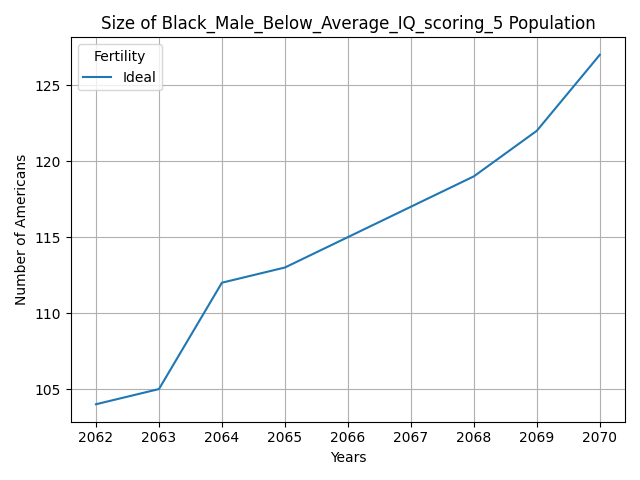 Size of Black_Male_Below_Average_IQ_scoring_5 Population
Fertility
Ideal
Number of Americans
125
120
115
110
105
2062 2063 2064 2065 2066 2067 2068 2069 2070
Years